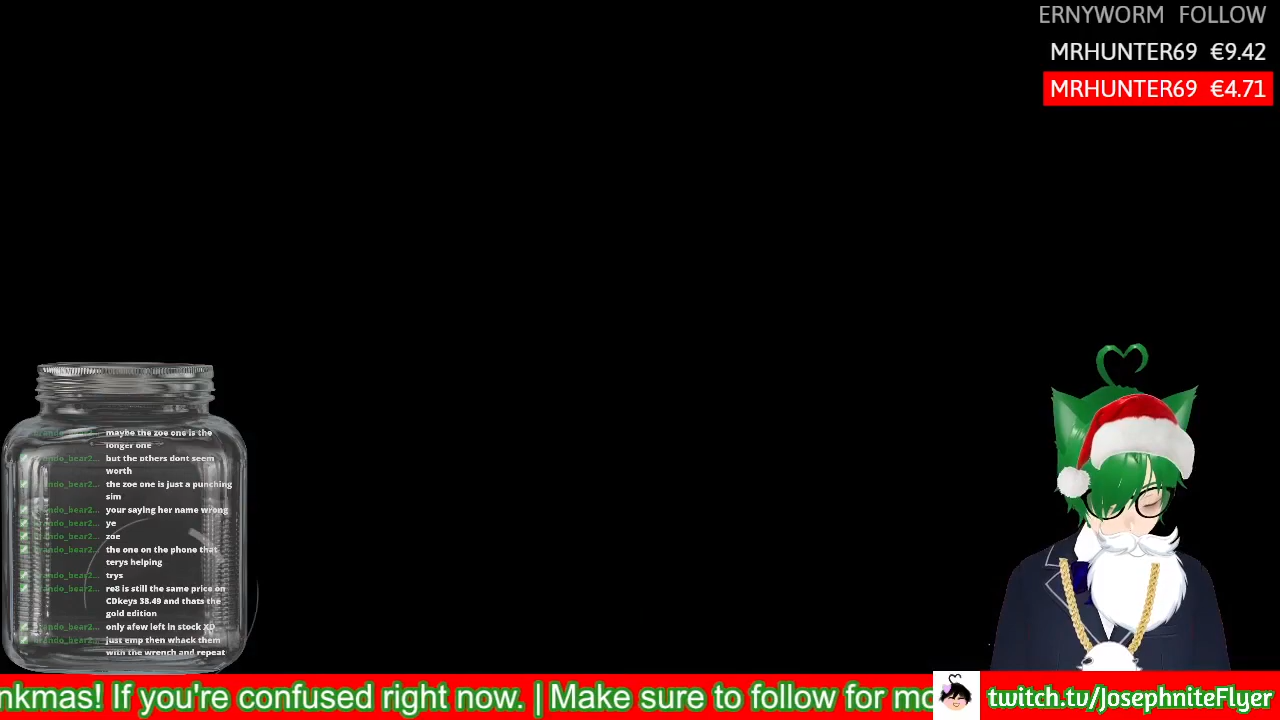 ERNYWORM FOLLOW
MRHUNTER69 €9.42
MRHUNTER69 €4.71
maybe the zoe one is the
longer one
but the others dont seem
worth
the zoe one is just a punching
sim
your saying her name wrong
ye
zoe
the one on the phone that
terys helping
trys
re8 is still the same price on
CDkeys 38.49 and thats the
gold edition
only afew left in stock XD
just emp then whack them
with the wrench and repeat
nkmas! If you're confused right now. | Make sure to follow for mo
twitch.tv/JosephniteFlyer